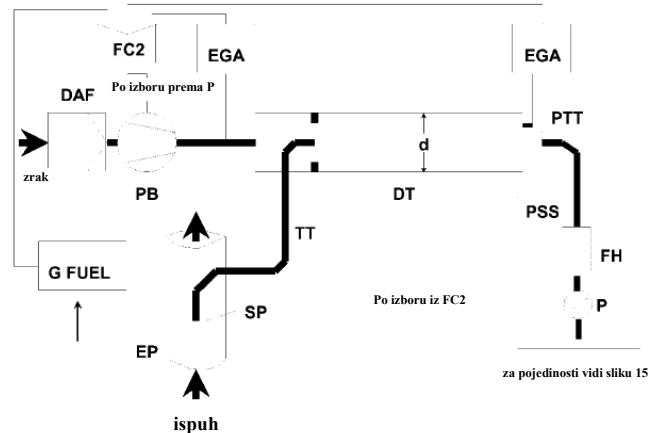 FC2
EGA
EGA
Po izboru prema P
DAF
PTT
d
zrak
PB
DT
PSS
TT
G FUEL
FH
Po izboru iz FC2
SP
P
EP
za pojedinosti vidi sliku 15
ispuh